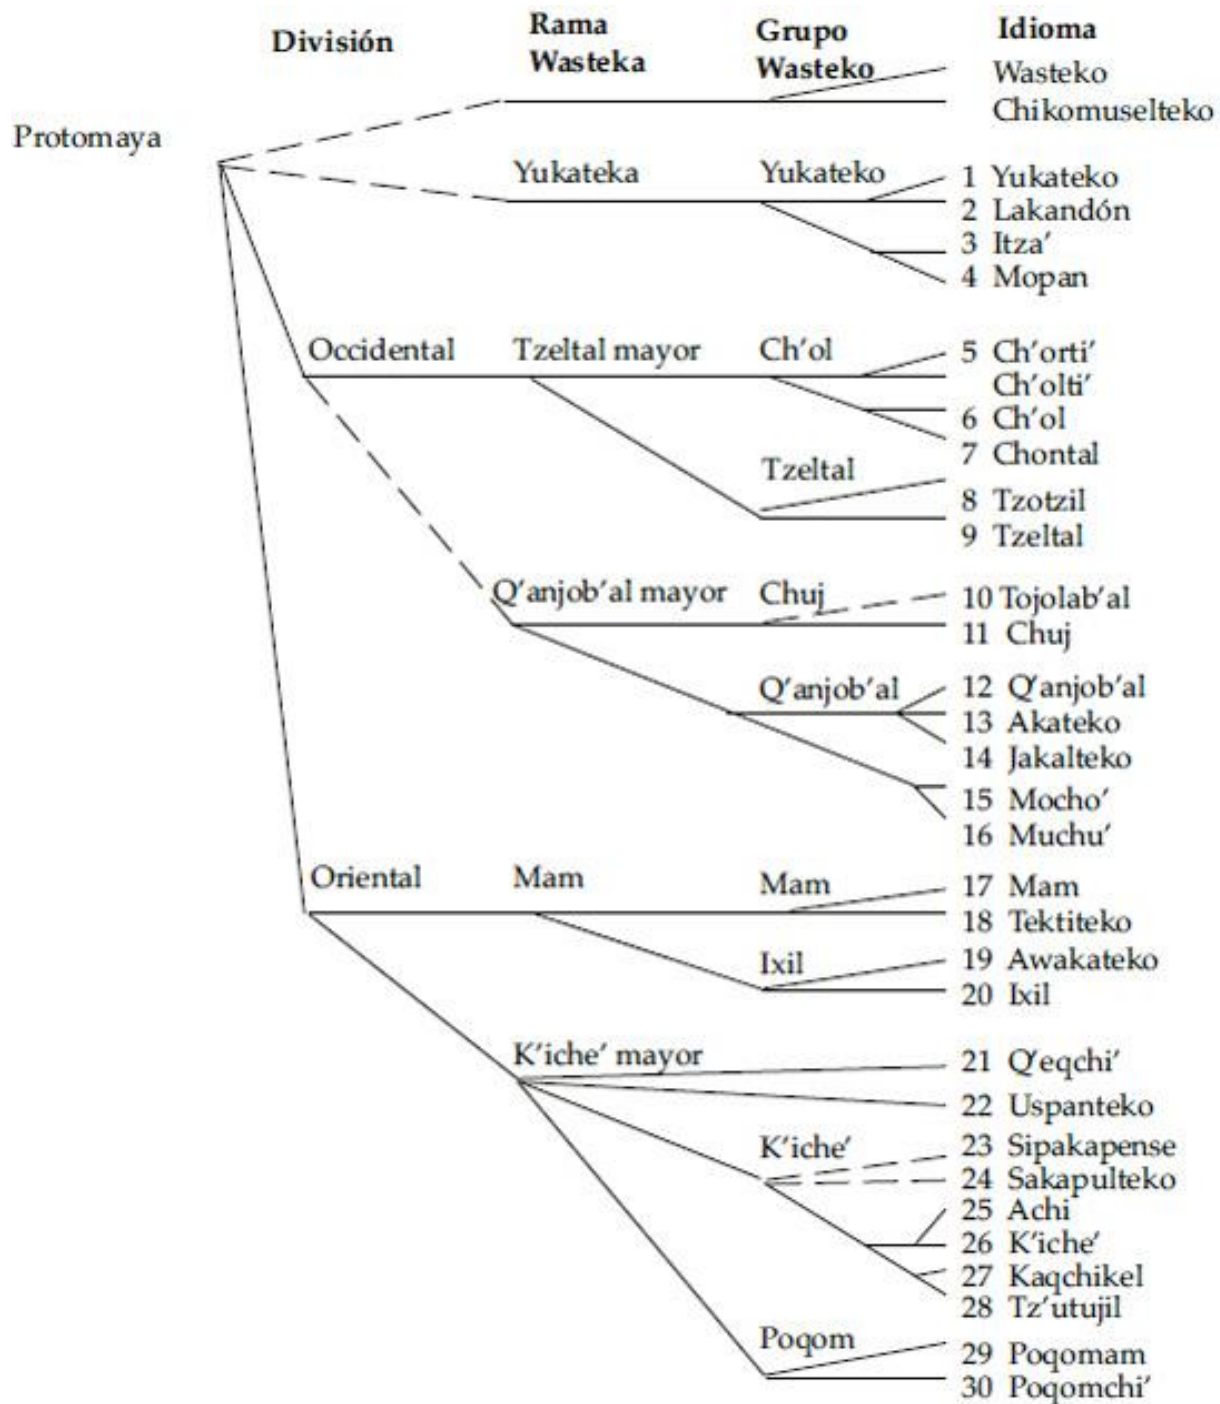 División Rama Grupo Idioma
Wasteka Wasteko
Wasteko
Chikomuselteko
Protomaya
Yukateka Yukateko 1 Yukateko
2 Lakandón
3 Itza'
4 Mopan
Occidental Tzeltal mayor Ch'ol 5 Ch'orti'
Ch'olti'
6 Ch'ol
7 Chontal
Tzeltal
8 Tzotzil
9 Tzeltal
Q'anjob'al mayor Chuj 10 Tojolab'al
11 Chuj
Q'anjob'al 12 Q'anjob'al
13 Akateko
14 Jakalteko
15 Mocho'
16 Muchu'
Oriental Mam Mam 17 Mam
18 Tektiteko
Ixil 19 Awakateko
20 Ixil
K'iche' mayor 21 Q'eqchi'
22 Uspanteko
K'iche' 23 Sipakapense
24 Sakapulteko
25 Achi
26 K'iche'
27 Kaqchikel
28 Tz'utujil
Poqom 29 Poqomam
30 Poqomchi'